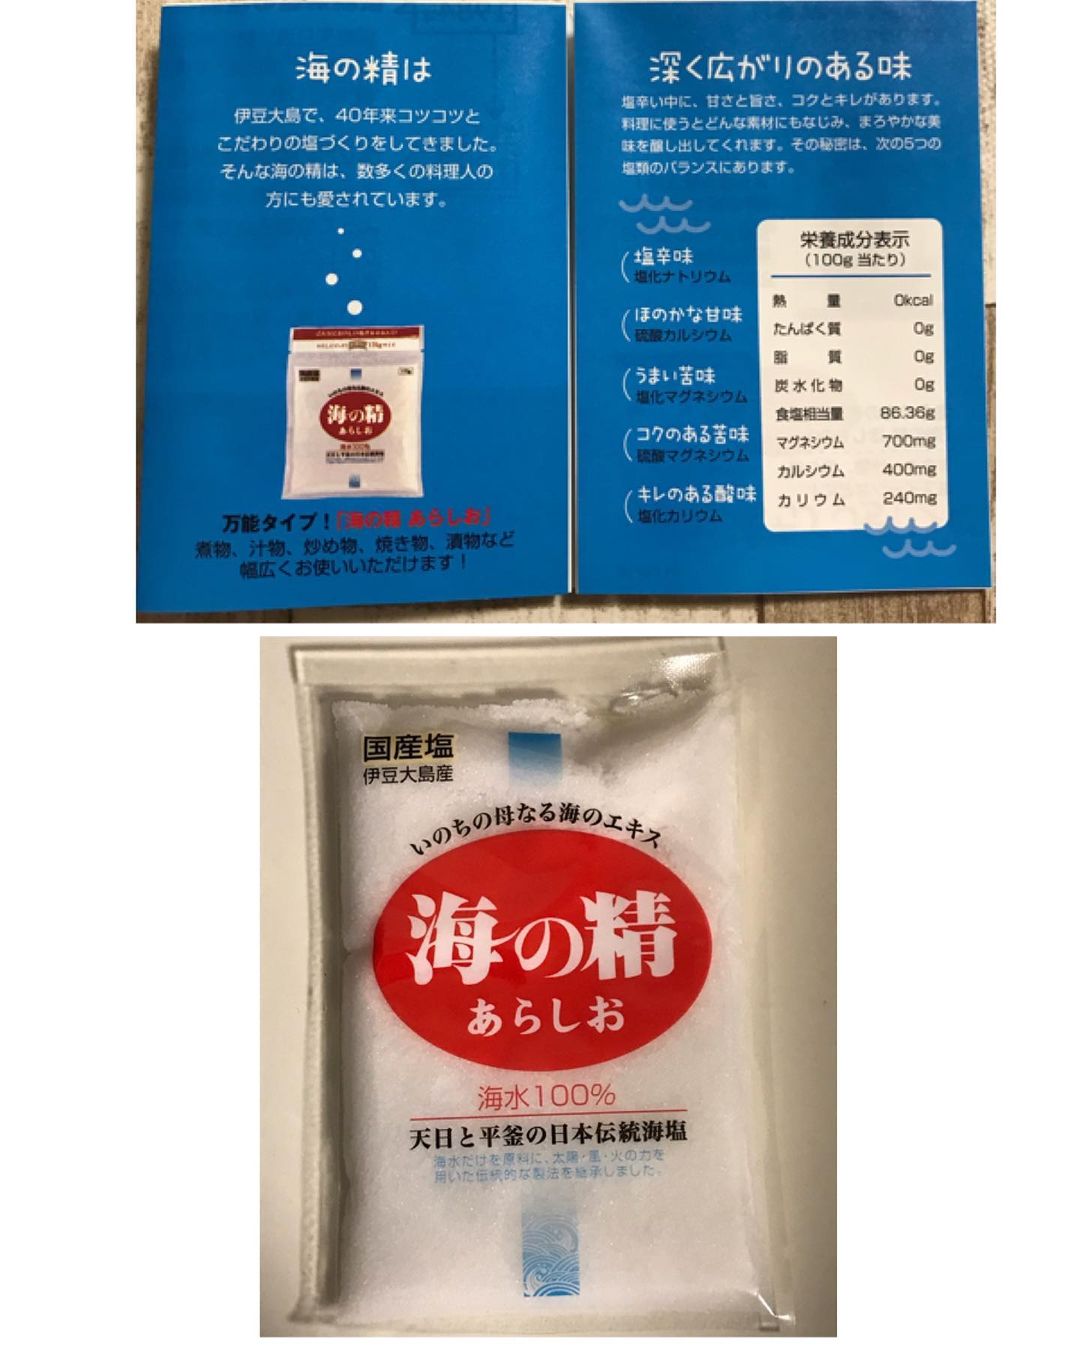 海の精は
伊豆大島で、40年来コツコツと
こだわりの塩づくりをしてきました。
そんな海の精は、数多くの料理人の
方にも愛されています。
海の精
あらしお
海水100%
天日と平釜の日本伝統海塩
万能タイプ!「海の精 あらしお」
煮物、汁物、炒め物、焼き物、漬物など
幅広くお使いいただけます!
深く広がりのある味
塩辛い中に、甘さと旨さ、コクとキレがあります。
料理に使うとどんな素材にもなじみ、まろやかな美
味を醸し出してくれます。その秘密は、次の5つの
塩類のバランスにあります。
塩辛味
塩化ナトリウム
ほのかな甘味
硫酸カルシウム
うまい苦味
塩化マグネシウム
コクのある苦味
硫酸マグネシウム
キレのある酸味
塩化カリウム
栄養成分表示
(100g 当たり)
熱量 0kcal
たんぱく質 0g
脂質 0g
炭水化物 0g
食塩相当量 86.36g
マグネシウム 700mg
カルシウム 400mg
カリウム 240mg
国産塩
伊豆大島産
いのちの母なる海のエキス
海の精
あらしお
海水100%
天日と平釜の日本伝統海塩
海水だけを原料に、太陽・風・火の力を
用いた伝統的な製法を継承しました。